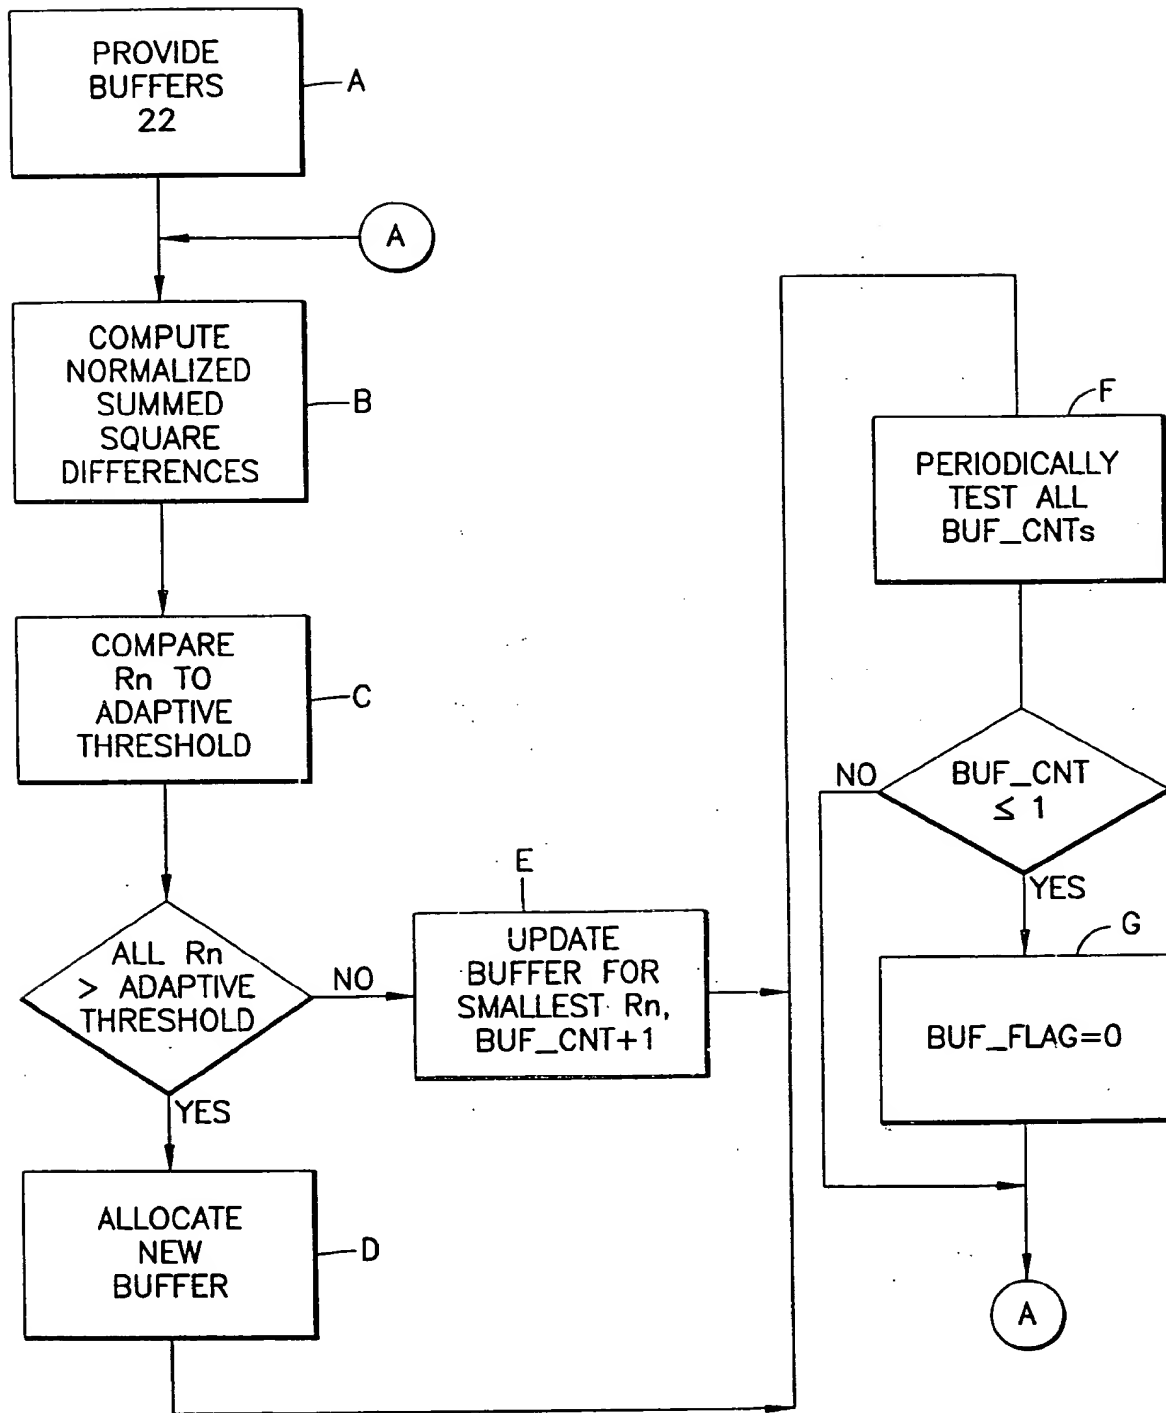 PROVIDE
BUFFERS
22
A
A
COMPUTE
NORMALIZED
SUMMED
SQUARE
DIFFERENCES
B
COMPARE
Rn TO
ADAPTIVE
THRESHOLD
C
ALL Rn
> ADAPTIVE
THRESHOLD
NO
YES
E
UPDATE
BUFFER FOR
SMALLEST Rn,
BUF_CNT+1
ALLOCATE
NEW
BUFFER
D
F
PERIODICALLY
TEST ALL
BUF_CNTs
NO
BUF_CNT
≤ 1
YES
G
BUF_FLAG=0
A